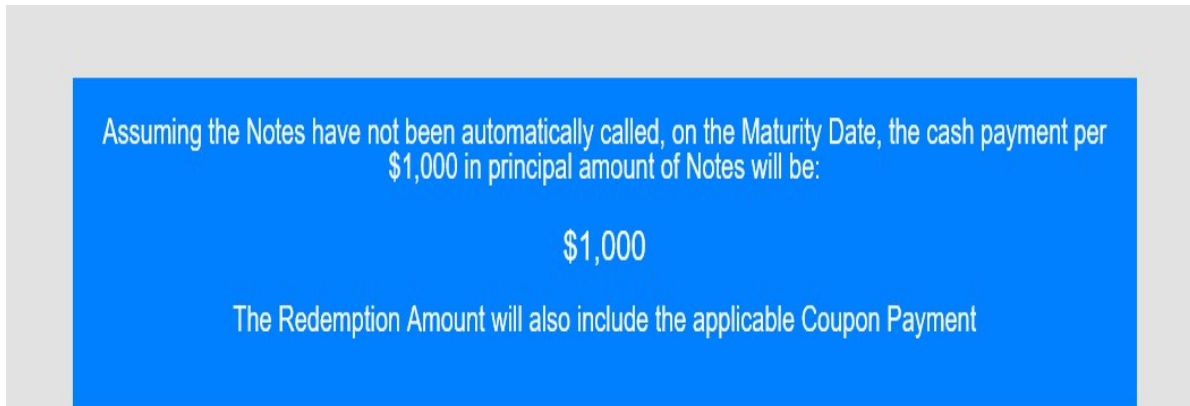 Assuming the Notes have not been automatically called, on the Maturity Date, the cash payment per
$1,000 in principal amount of Notes will be:
$1,000
The Redemption Amount will also include the applicable Coupon Payment